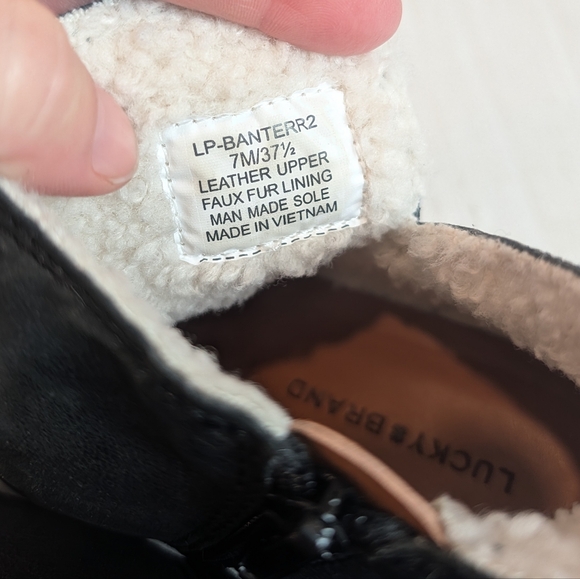 LP-BANTERR2
7M/37½
LEATHER UPPER
FAUX FUR LINING
MAN MADE SOLE
MADE IN VIETNAM
LUCKY BRAND